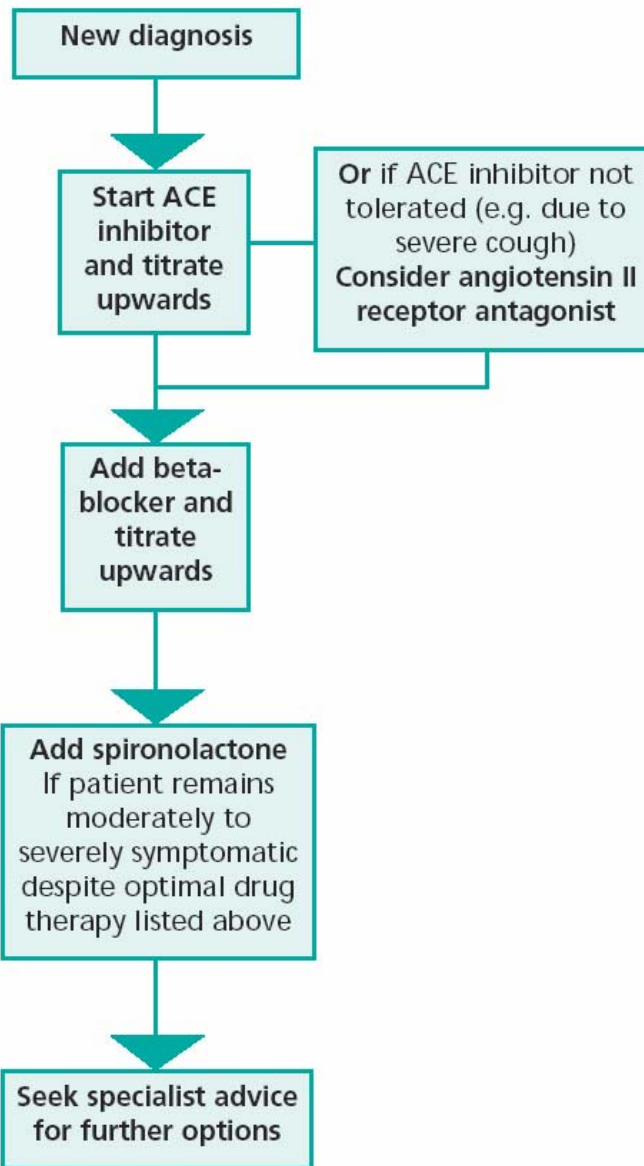 New diagnosis
Start ACE
inhibitor
and titrate
upwards
Or if ACE inhibitor not
tolerated (e.g. due to
severe cough)
Consider angiotensin II
receptor antagonist
Add beta-
blocker and
titrate
upwards
Add spironolactone
If patient remains
moderately to
severely symptomatic
despite optimal drug
therapy listed above
Seek specialist advice
for further options